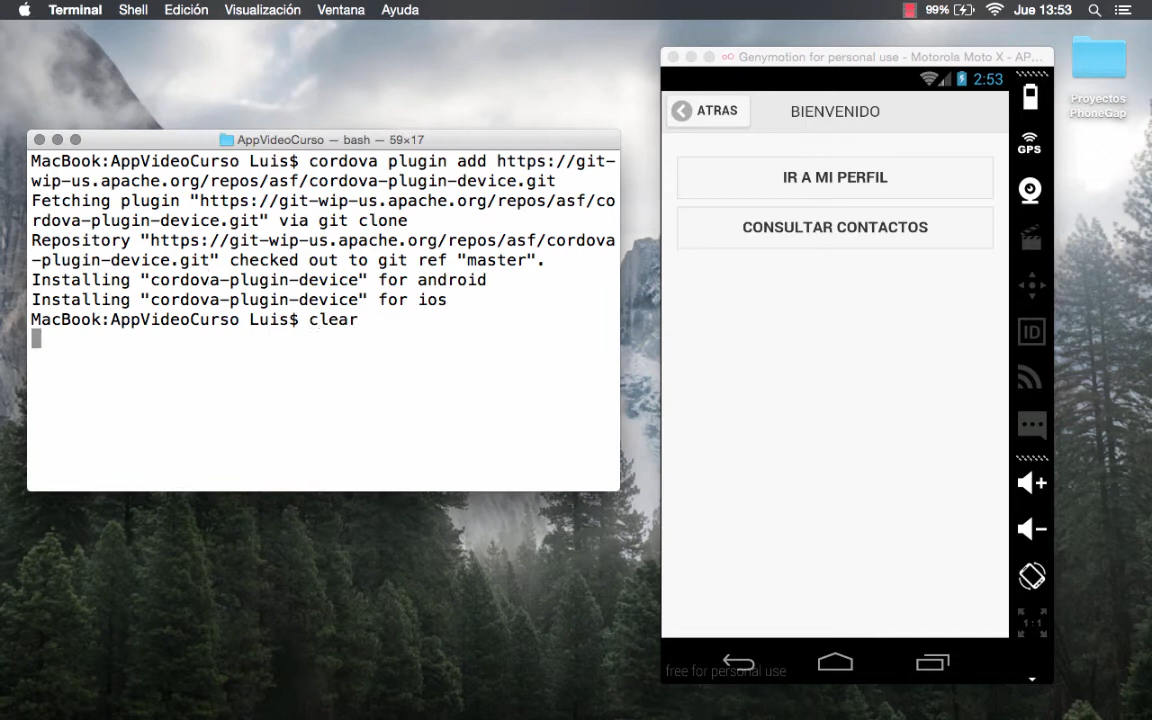 Terminal Shell Edición Visualización Ventana Ayuda 99% Jue 13:53
AppVideoCurso — bash — 59×17
MacBook:AppVideoCurso Luis$ cordova plugin add https://git-
wip-us.apache.org/repos/asf/cordova-plugin-device.git
Fetching plugin "https://git-wip-us.apache.org/repos/asf/co
rdova-plugin-device.git" via git clone
Repository "https://git-wip-us.apache.org/repos/asf/cordova
-plugin-device.git" checked out to git ref "master".
Installing "cordova-plugin-device" for android
Installing "cordova-plugin-device" for ios
MacBook:AppVideoCurso Luis$ clear
Genymotion for personal use - Motorola Moto X - AP...
2:53
ATRAS BIENVENIDO
IR A MI PERFIL
CONSULTAR CONTACTOS
free for personal use
GPS
ID
1:1
Proyectos
PhoneGap